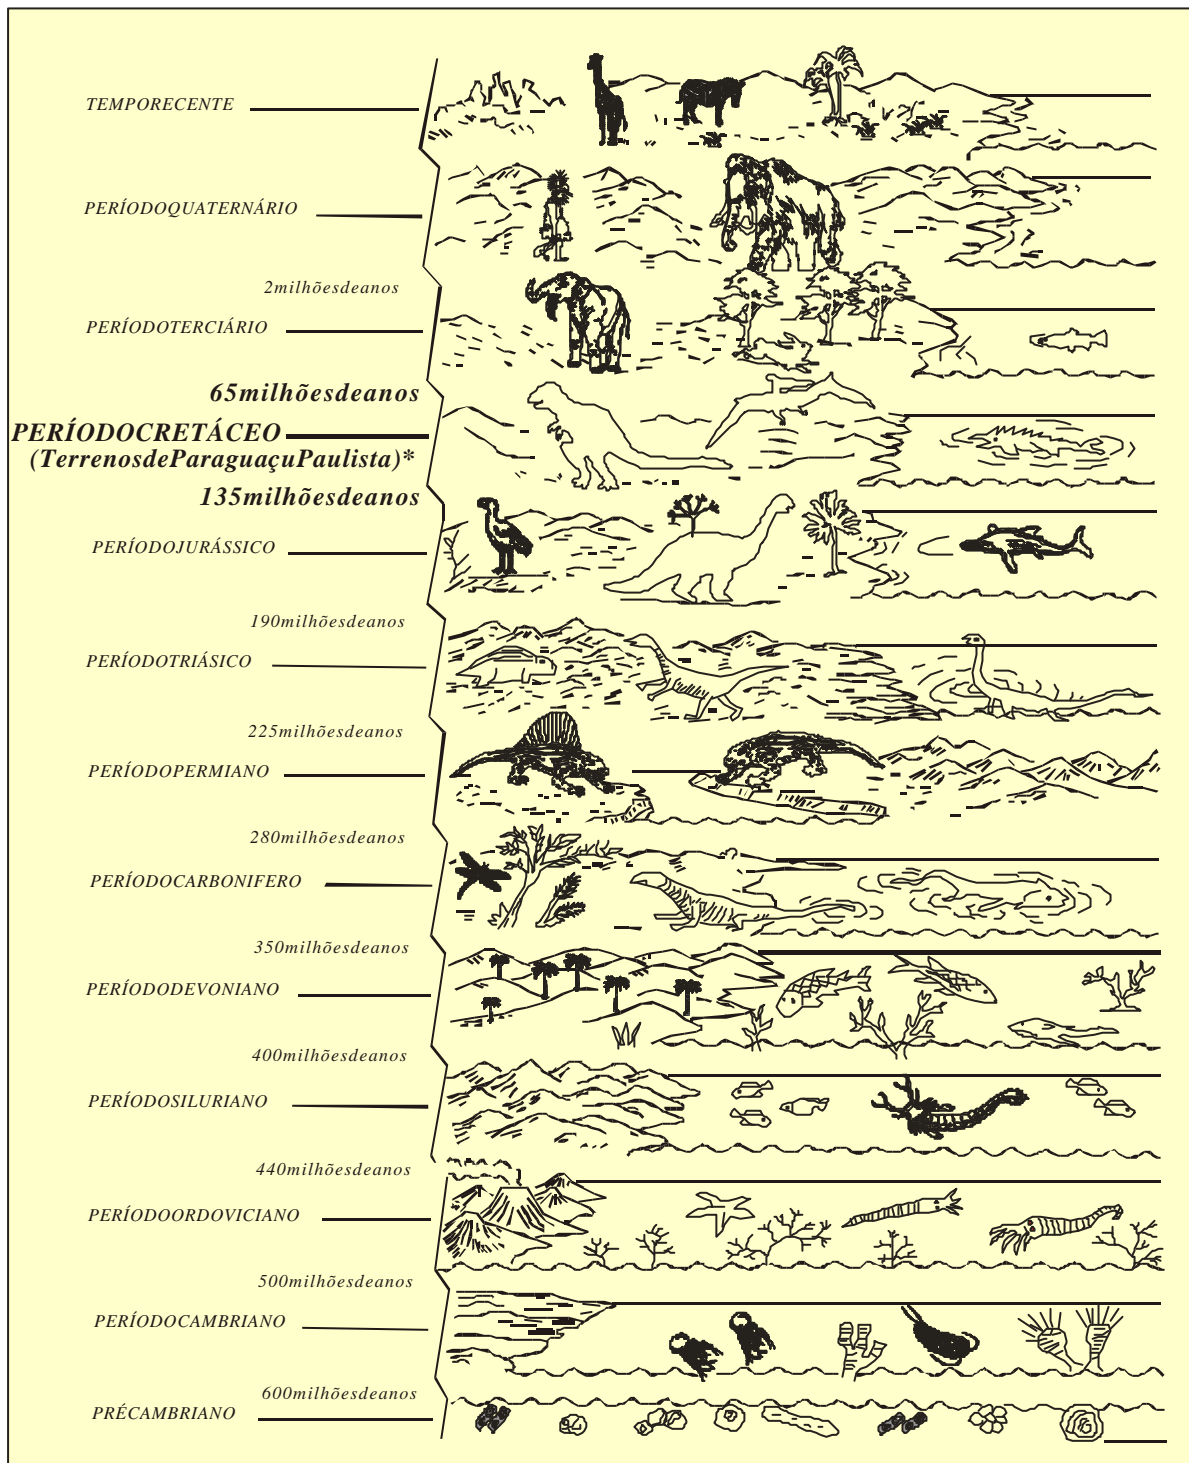 TEMPORECENTE
PERÍODOQUATERNÁRIO
2milhõesdeanos
PERÍODOTERCIÁRIO
65milhõesdeanos
PERÍODOCRETÁCEO
(TerrenosdeParaguaçuPaulista)*
135milhõesdeanos
PERÍODOJURÁSSICO
190milhõesdeanos
PERÍODOTRIÁSICO
225milhõesdeanos
PERÍODOPERMIANO
280milhõesdeanos
PERÍODOCARBONIFERO
350milhõesdeanos
PERÍODODEVONIANO
400milhõesdeanos
PERÍODOSILURIANO
440milhõesdeanos
PERÍODOORDOVICIANO
500milhõesdeanos
PERÍODOCAMBRIANO
600milhõesdeanos
PRÉCAMBRIANO